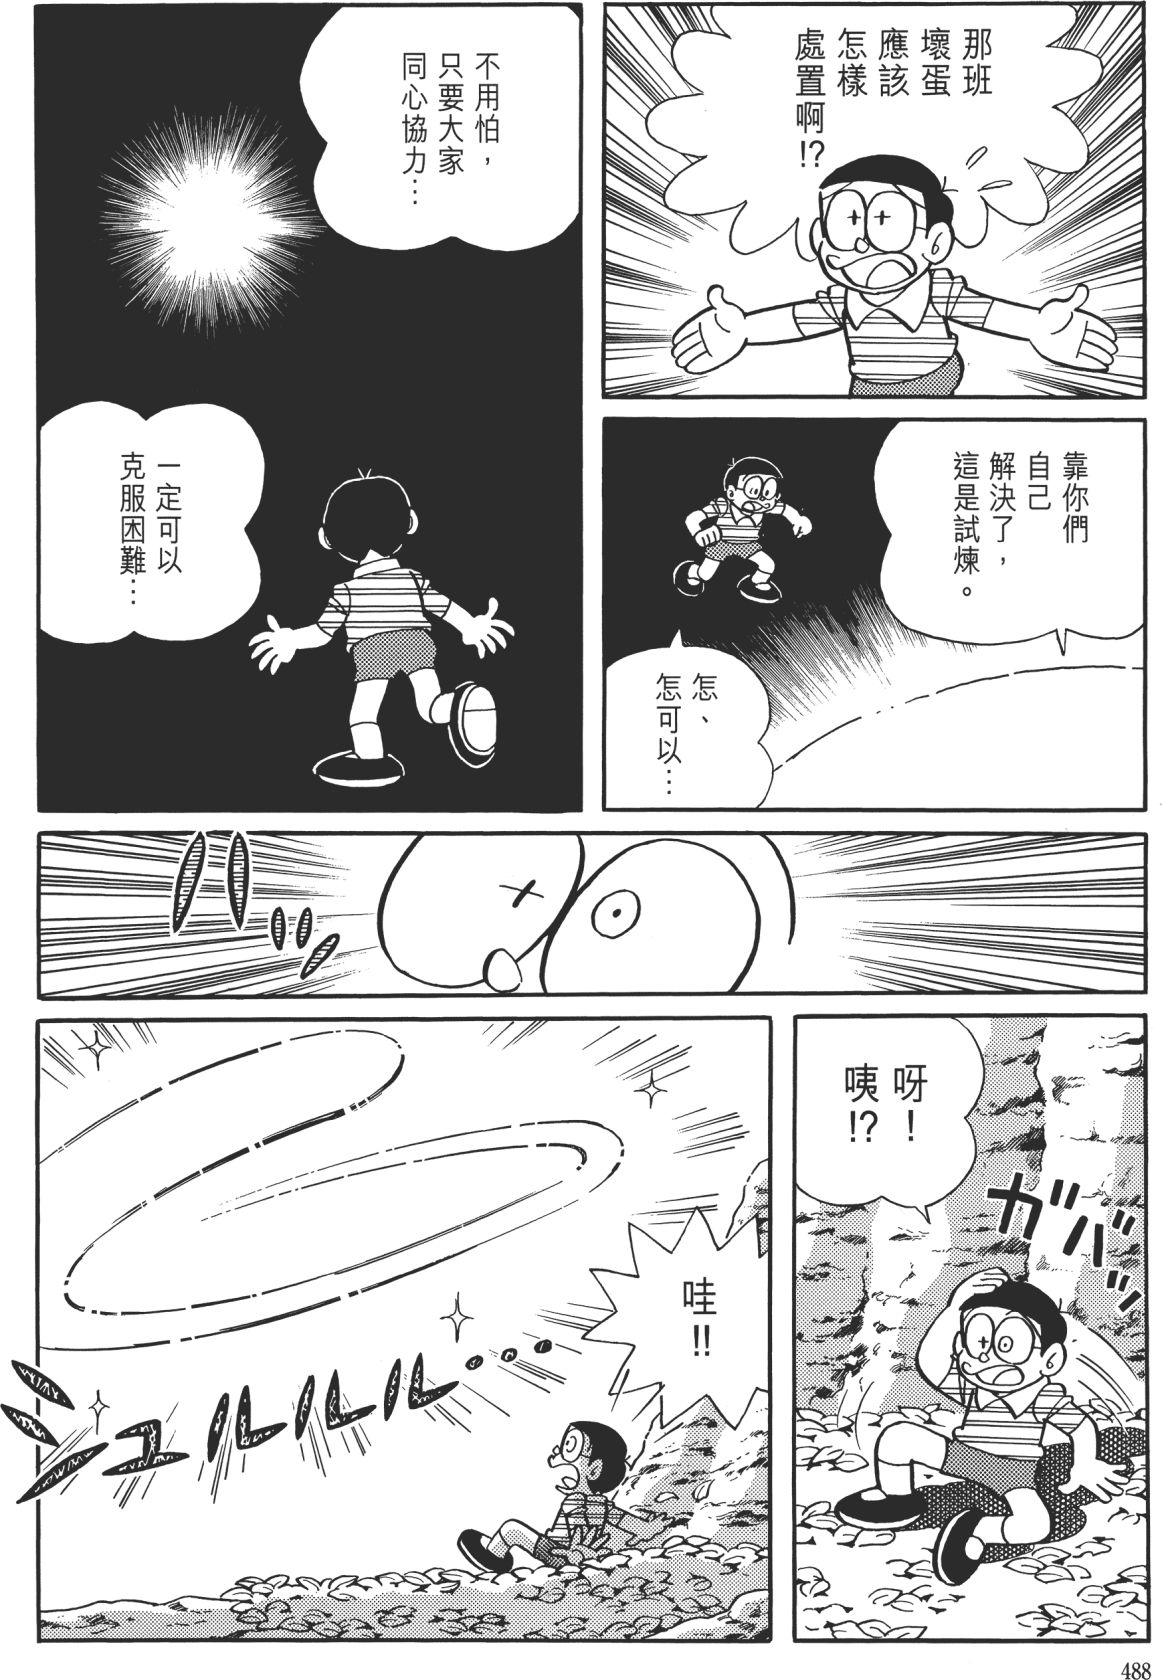 那班
壞蛋
應該
怎樣
處置啊!?
靠你們
自己
解決了，
這是試煉。
怎、
怎可以…
不用怕，
只要大家
同心協力…
一定可以
克服困難…
バッ
呀！
咦!?
ガバッ
哇!!
シュルルル…
488